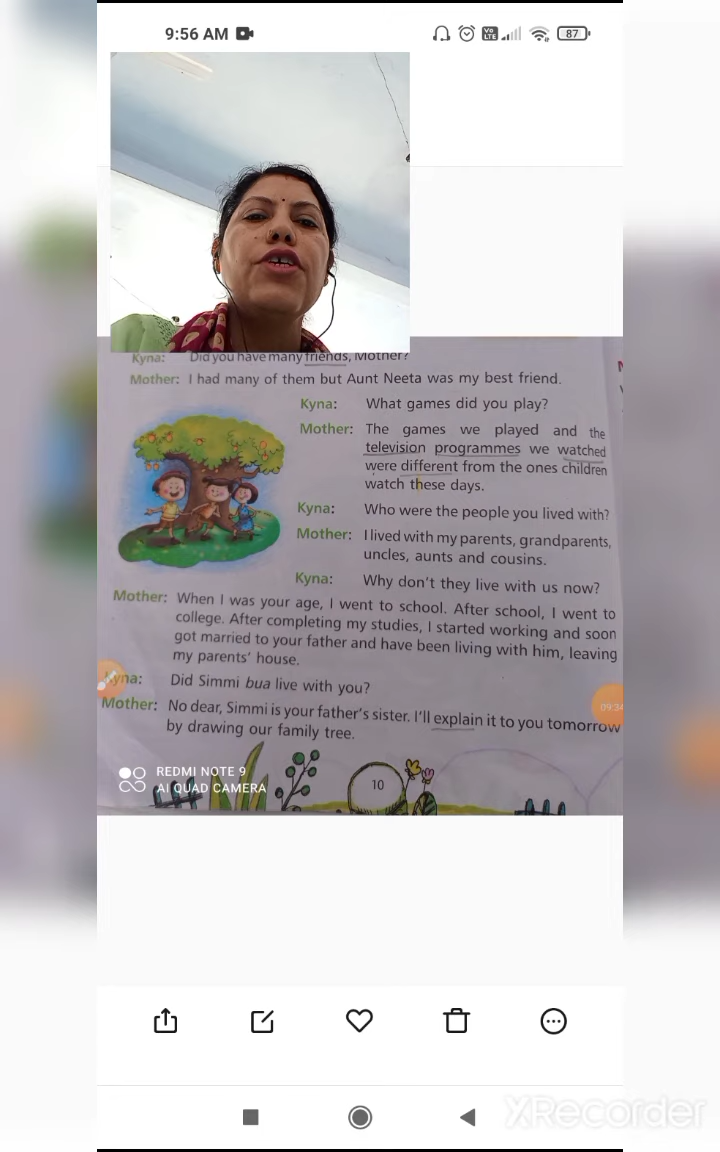 9:56 AM
Vo LTE
87
Kyna: Did you have many friends, Mother?
Mother: I had many of them but Aunt Neeta was my best friend.
Kyna: What games did you play?
Mother: The games we played and the
television programmes we watched
were different from the ones children
watch these days.
Kyna: Who were the people you lived with?
Mother: I lived with my parents, grandparents,
uncles, aunts and cousins.
Kyna: Why don't they live with us now?
Mother: When I was your age, I went to school. After school, I went to
college. After completing my studies, I started working and soon
got married to your father and have been living with him, leaving
my parents' house.
Kyna: Did Simmi bua live with you?
09:34
Mother: No dear, Simmi is your father's sister. I'll explain it to you tomorrow
by drawing our family tree.
REDMI NOTE 9
AI QUAD CAMERA
10
XRecorder